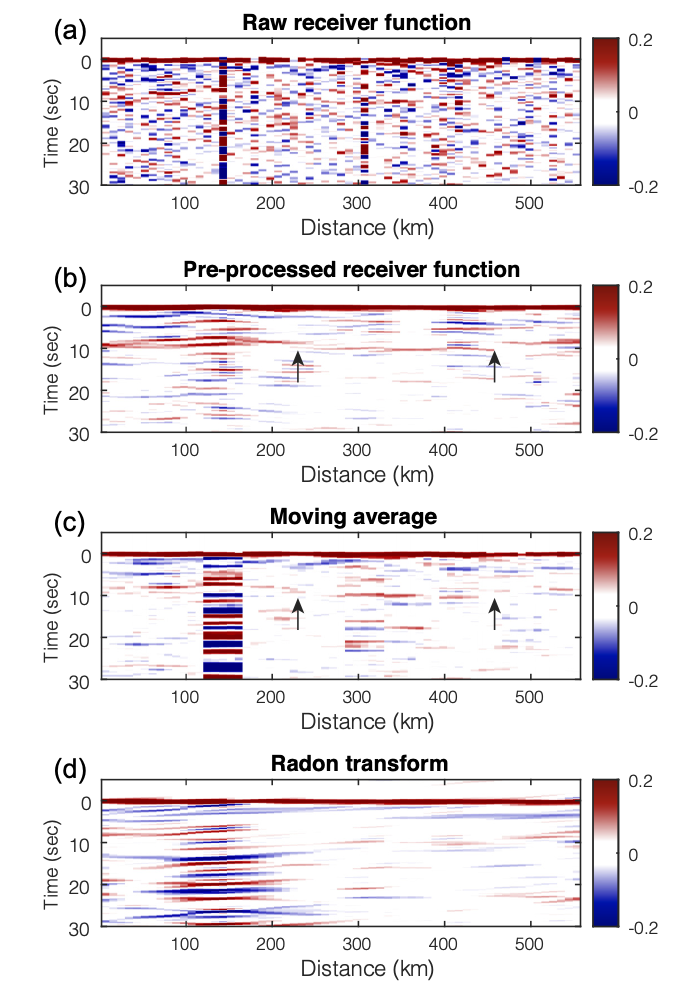 (a) Raw receiver function
0.2
0
Time (sec)
0
10
-0.2
20
30
100 200 300 400 500
Distance (km)
(b) Pre-processed receiver function
0.2
0
Time (sec)
0
10
-0.2
20
30
100 200 300 400 500
Distance (km)
(c) Moving average
0.2
0
Time (sec)
0
10
-0.2
20
30
100 200 300 400 500
Distance (km)
(d) Radon transform
0.2
0
Time (sec)
0
10
-0.2
20
30
100 200 300 400 500
Distance (km)